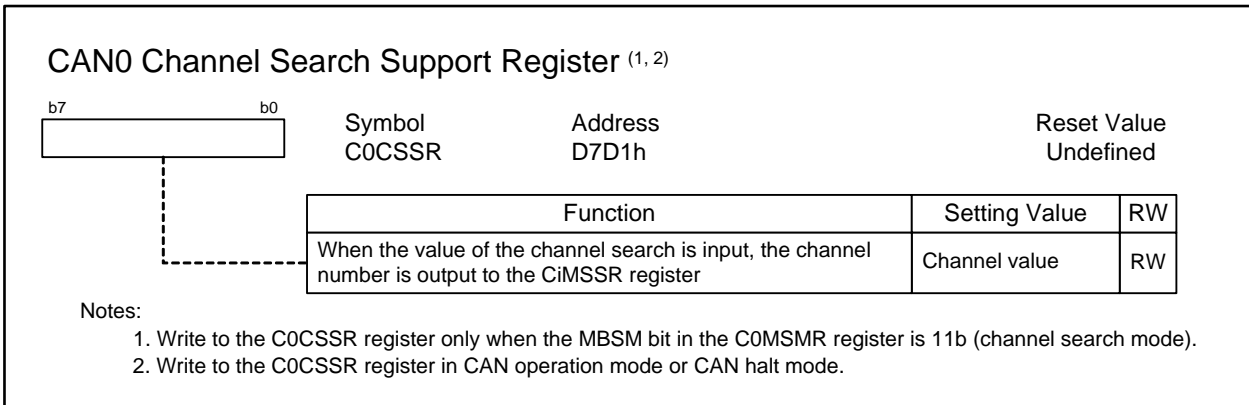 CAN0 Channel Search Support Register (1, 2)
b7 b0
Symbol Address Reset Value
C0CSSR D7D1h Undefined
Function Setting Value RW
When the value of the channel search is input, the channel
number is output to the CiMSSR register
Channel value RW
Notes:
1. Write to the C0CSSR register only when the MBSM bit in the C0MSMR register is 11b (channel search mode).
2. Write to the C0CSSR register in CAN operation mode or CAN halt mode.